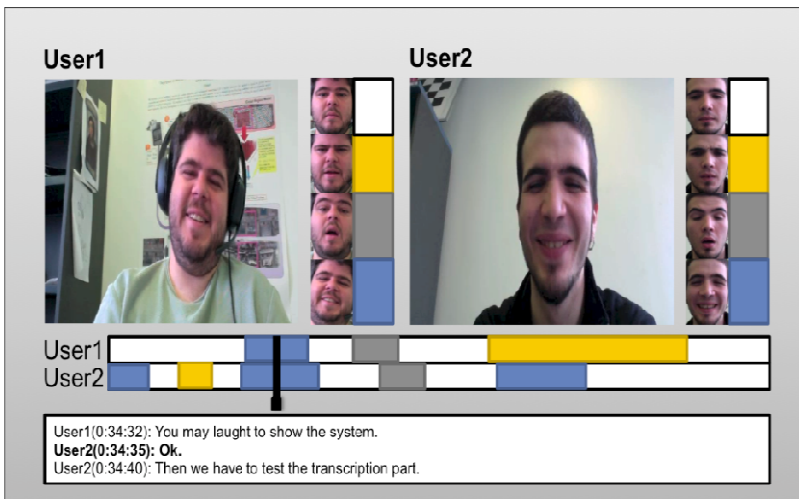 User1
User2
User1
User2
User1(0:34:32): You may laught to show the system.
User2(0:34:35): Ok.
User2(0:34:40): Then we have to test the transcription part.